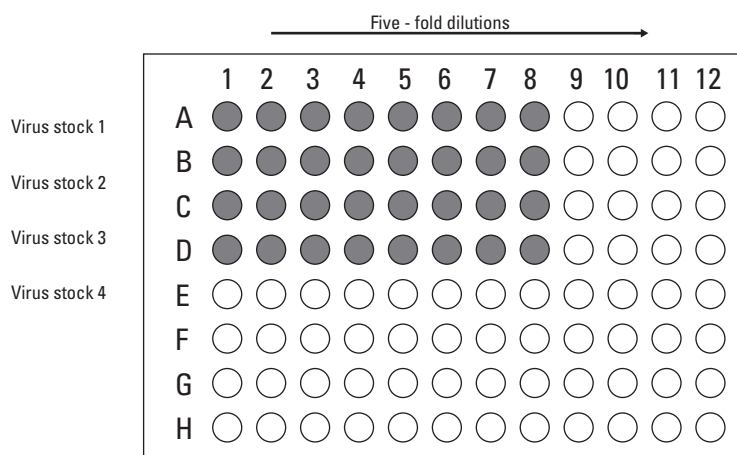 Five - fold dilutions
1 2 3 4 5 6 7 8 9 10 11 12
Virus stock 1
A
B
Virus stock 2
C
Virus stock 3
D
Virus stock 4
E
F
G
H